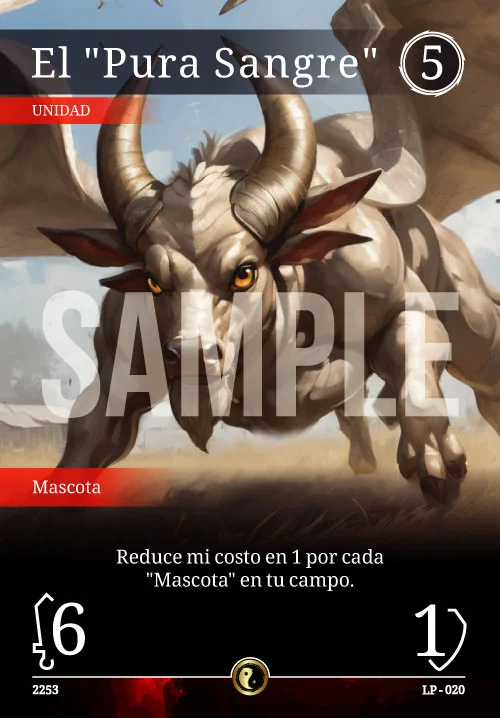 El "Pura Sangre" 5
UNIDAD
SAMPLE
Mascota
Reduce mi costo en 1 por cada
"Mascota" en tu campo.
6 1
2253 LP-020